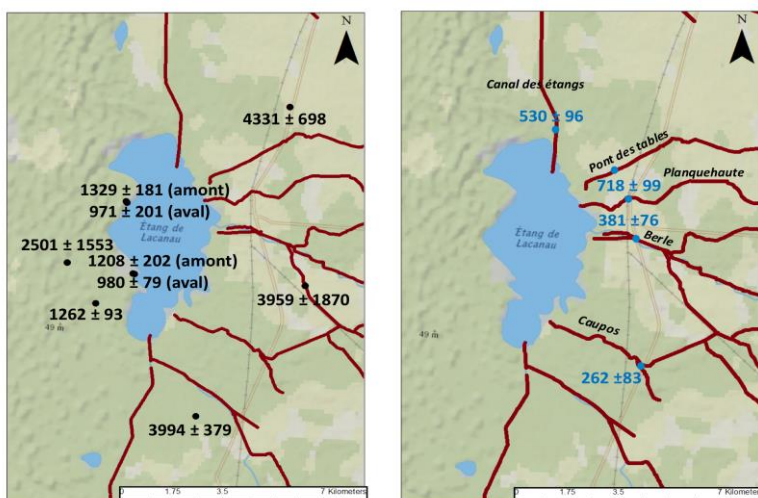 N
4331 ± 698
1329 ± 181 (amont)
971 ± 201 (aval)
Étang de
Lacanau
2501 ± 1553
1208 ± 202 (amont)
980 ± 79 (aval)
3959 ± 1870
1262 ± 93
49 m
3994 ± 379
0 1.75 3.5 7 Kilometers
N
Canal des étangs
530 ± 96
Pont des tables
Planquehaute
718 ± 99
381 ±76
Berle
Étang de
Lacanau
Caupos
262 ±83
0 1.75 3.5 7 Kilometers